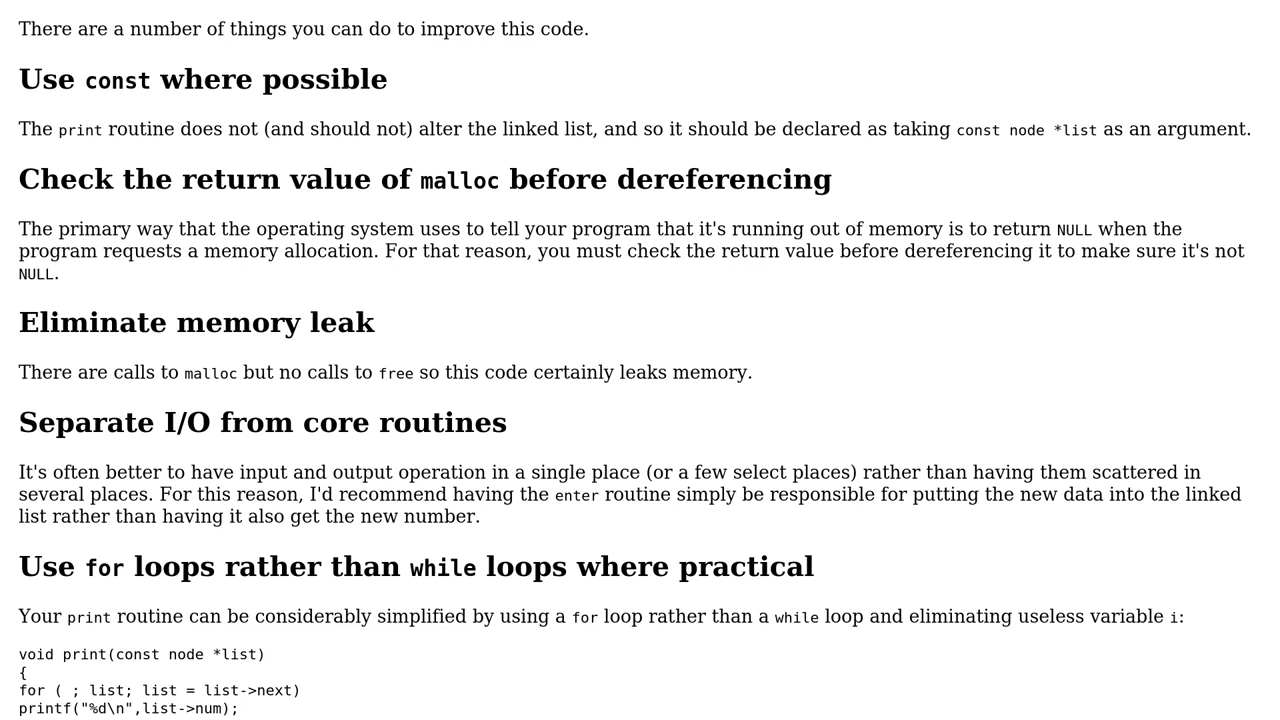 There are a number of things you can do to improve this code.
Use const where possible
The print routine does not (and should not) alter the linked list, and so it should be declared as taking const node *list as an argument.
Check the return value of malloc before dereferencing
The primary way that the operating system uses to tell your program that it's running out of memory is to return NULL when the
program requests a memory allocation. For that reason, you must check the return value before dereferencing it to make sure it's not
NULL.
Eliminate memory leak
There are calls to malloc but no calls to free so this code certainly leaks memory.
Separate I/O from core routines
It's often better to have input and output operation in a single place (or a few select places) rather than having them scattered in
several places. For this reason, I'd recommend having the enter routine simply be responsible for putting the new data into the linked
list rather than having it also get the new number.
Use for loops rather than while loops where practical
Your print routine can be considerably simplified by using a for loop rather than a while loop and eliminating useless variable i:
void print(const node *list)
{
for ( ; list; list = list->next)
printf("%d\n",list->num);